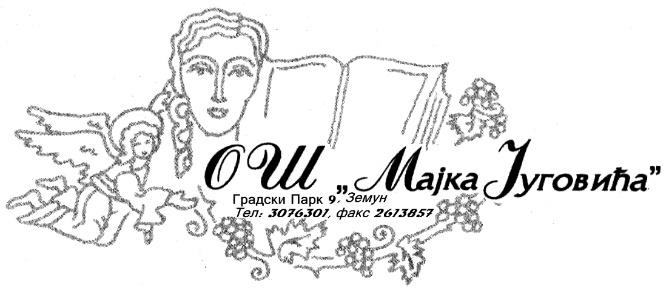 ОШ „Мајка Југовића”
Градски Парк 9, Земун
Тел: 3076301, факс 2613857